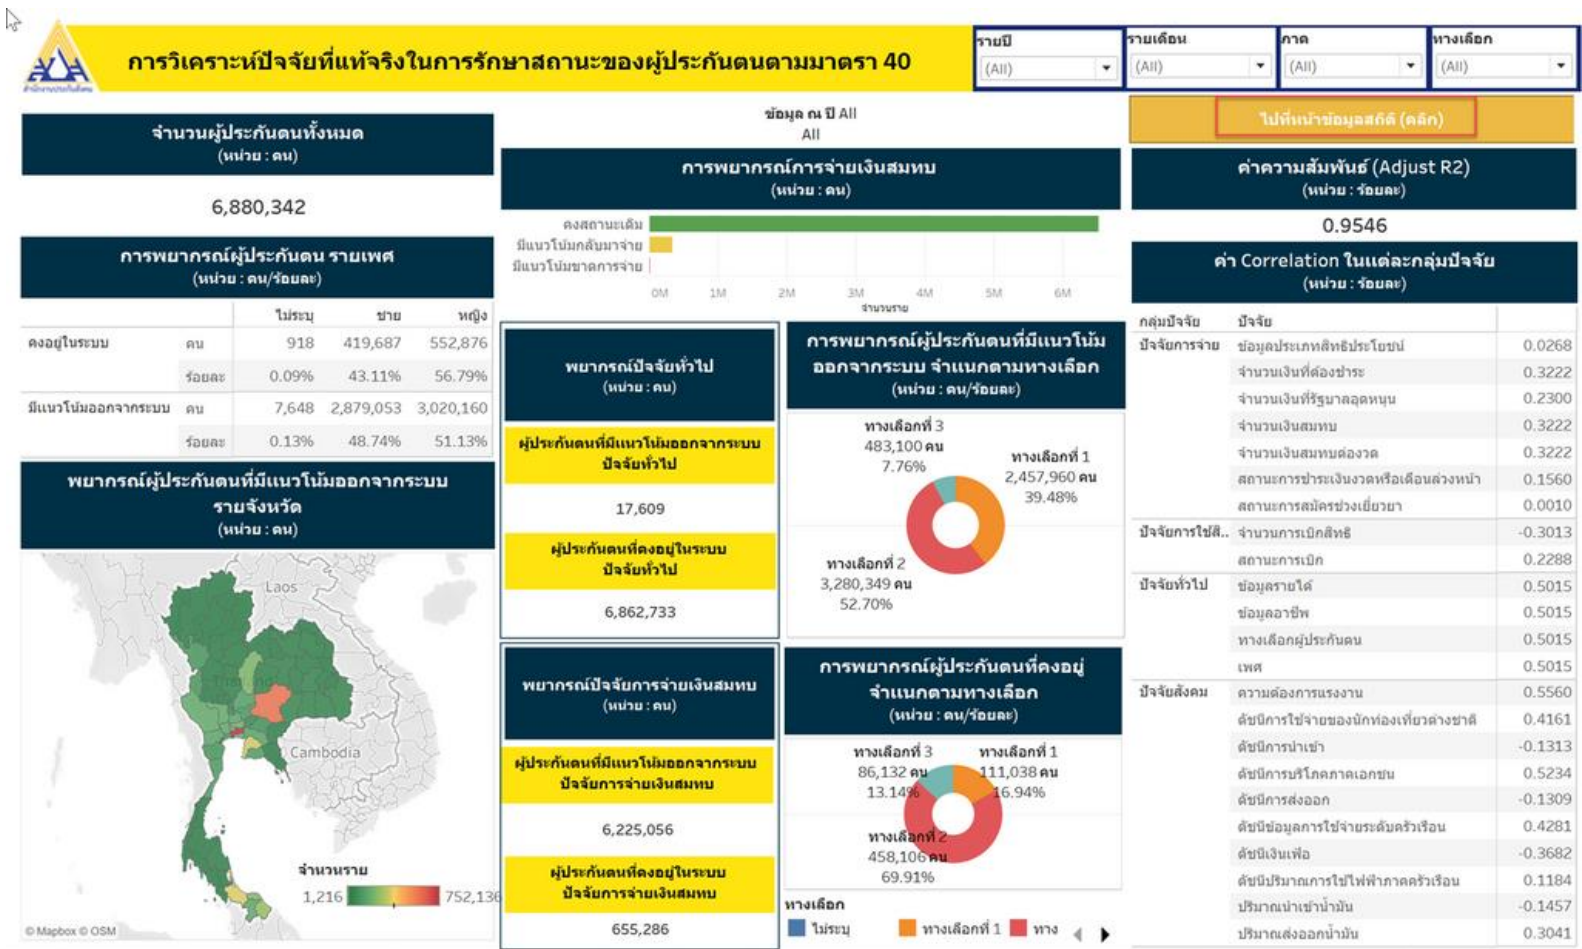 สำนักงานประกันสังคม
การวิเคราะห์ปัจจัยที่แท้จริงในการรักษาสถานะของผู้ประกันตนตามมาตรา 40
รายปี
(All)
รายเดือน
(All)
ภาค
(All)
ทางเลือก
(All)
จำนวนผู้ประกันตนทั้งหมด
(หน่วย : คน)
6,880,342
การพยากรณ์ผู้ประกันตน รายเพศ
(หน่วย : คน/ร้อยละ)
ไม่ระบุ ชาย หญิง
คงอยู่ในระบบ คน 918 419,687 552,876
ร้อยละ 0.09% 43.11% 56.79%
มีแนวโน้มออกจากระบบ คน 7,648 2,879,053 3,020,160
ร้อยละ 0.13% 48.74% 51.13%
พยากรณ์ผู้ประกันตนที่มีแนวโน้มออกจากระบบ
รายจังหวัด
(หน่วย : คน)
Laos
Thailand
Cambodia
จำนวนราย
1,216 752,136
© Mapbox © OSM
ข้อมูล ณ ปี All
All
การพยากรณ์การจ่ายเงินสมทบ
(หน่วย : คน)
คงสถานะเดิม
มีแนวโน้มกลับมาจ่าย
มีแนวโน้มขาดการจ่าย
0M 1M 2M 3M 4M 5M 6M
จำนวนราย
พยากรณ์ปัจจัยทั่วไป
(หน่วย : คน)
ผู้ประกันตนที่มีแนวโน้มออกจากระบบ
ปัจจัยทั่วไป
17,609
ผู้ประกันตนที่คงอยู่ในระบบ
ปัจจัยทั่วไป
6,862,733
พยากรณ์ปัจจัยการจ่ายเงินสมทบ
(หน่วย : คน)
ผู้ประกันตนที่มีแนวโน้มออกจากระบบ
ปัจจัยการจ่ายเงินสมทบ
6,225,056
ผู้ประกันตนที่คงอยู่ในระบบ
ปัจจัยการจ่ายเงินสมทบ
655,286
การพยากรณ์ผู้ประกันตนที่มีแนวโน้ม
ออกจากระบบ จำแนกตามทางเลือก
(หน่วย : คน/ร้อยละ)
ทางเลือกที่ 3
483,100 คน
7.76%
ทางเลือกที่ 1
2,457,960 คน
39.48%
ทางเลือกที่ 2
3,280,349 คน
52.70%
การพยากรณ์ผู้ประกันตนที่คงอยู่
จำแนกตามทางเลือก
(หน่วย : คน/ร้อยละ)
ทางเลือกที่ 3
86,132 คน
13.14%
ทางเลือกที่ 1
111,038 คน
16.94%
ทางเลือกที่ 2
458,106 คน
69.91%
ทางเลือก
ไม่ระบุ ทางเลือกที่ 1 ทาง
ไปที่หน้าข้อมูลสถิติ (คลิก)
ค่าความสัมพันธ์ (Adjust R2)
(หน่วย : ร้อยละ)
0.9546
ค่า Correlation ในแต่ละกลุ่มปัจจัย
(หน่วย : ร้อยละ)
กลุ่มปัจจัย ปัจจัย
ปัจจัยการจ่าย ข้อมูลประเภทสิทธิประโยชน์ 0.0268
จำนวนเงินที่ต้องชำระ 0.3222
จำนวนเงินที่รัฐบาลอุดหนุน 0.2300
จำนวนเงินสมทบ 0.3222
จำนวนเงินสมทบต่องวด 0.3222
สถานะการชำระเงินงวดหรือเดือนล่วงหน้า 0.1560
สถานะการสมัครช่วงเยียวยา 0.0010
ปัจจัยการใช้สิ.. จำนวนการเบิกสิทธิ -0.3013
สถานะการเบิก 0.2288
ปัจจัยทั่วไป ข้อมูลรายได้ 0.5015
ข้อมูลอาชีพ 0.5015
ทางเลือกผู้ประกันตน 0.5015
เพศ 0.5015
ปัจจัยสังคม ความต้องการแรงงาน 0.5560
ดัชนีการใช้จ่ายของนักท่องเที่ยวต่างชาติ 0.4161
ดัชนีการนำเข้า -0.1313
ดัชนีการบริโภคภาคเอกชน 0.5234
ดัชนีการส่งออก -0.1309
ดัชนีข้อมูลการใช้จ่ายระดับครัวเรือน 0.4281
ดัชนีเงินเฟ้อ -0.3682
ดัชนีปริมาณการใช้ไฟฟ้าภาคครัวเรือน 0.1184
ปริมาณนำเข้าน้ำมัน -0.1457
ปริมาณส่งออกน้ำมัน 0.3041